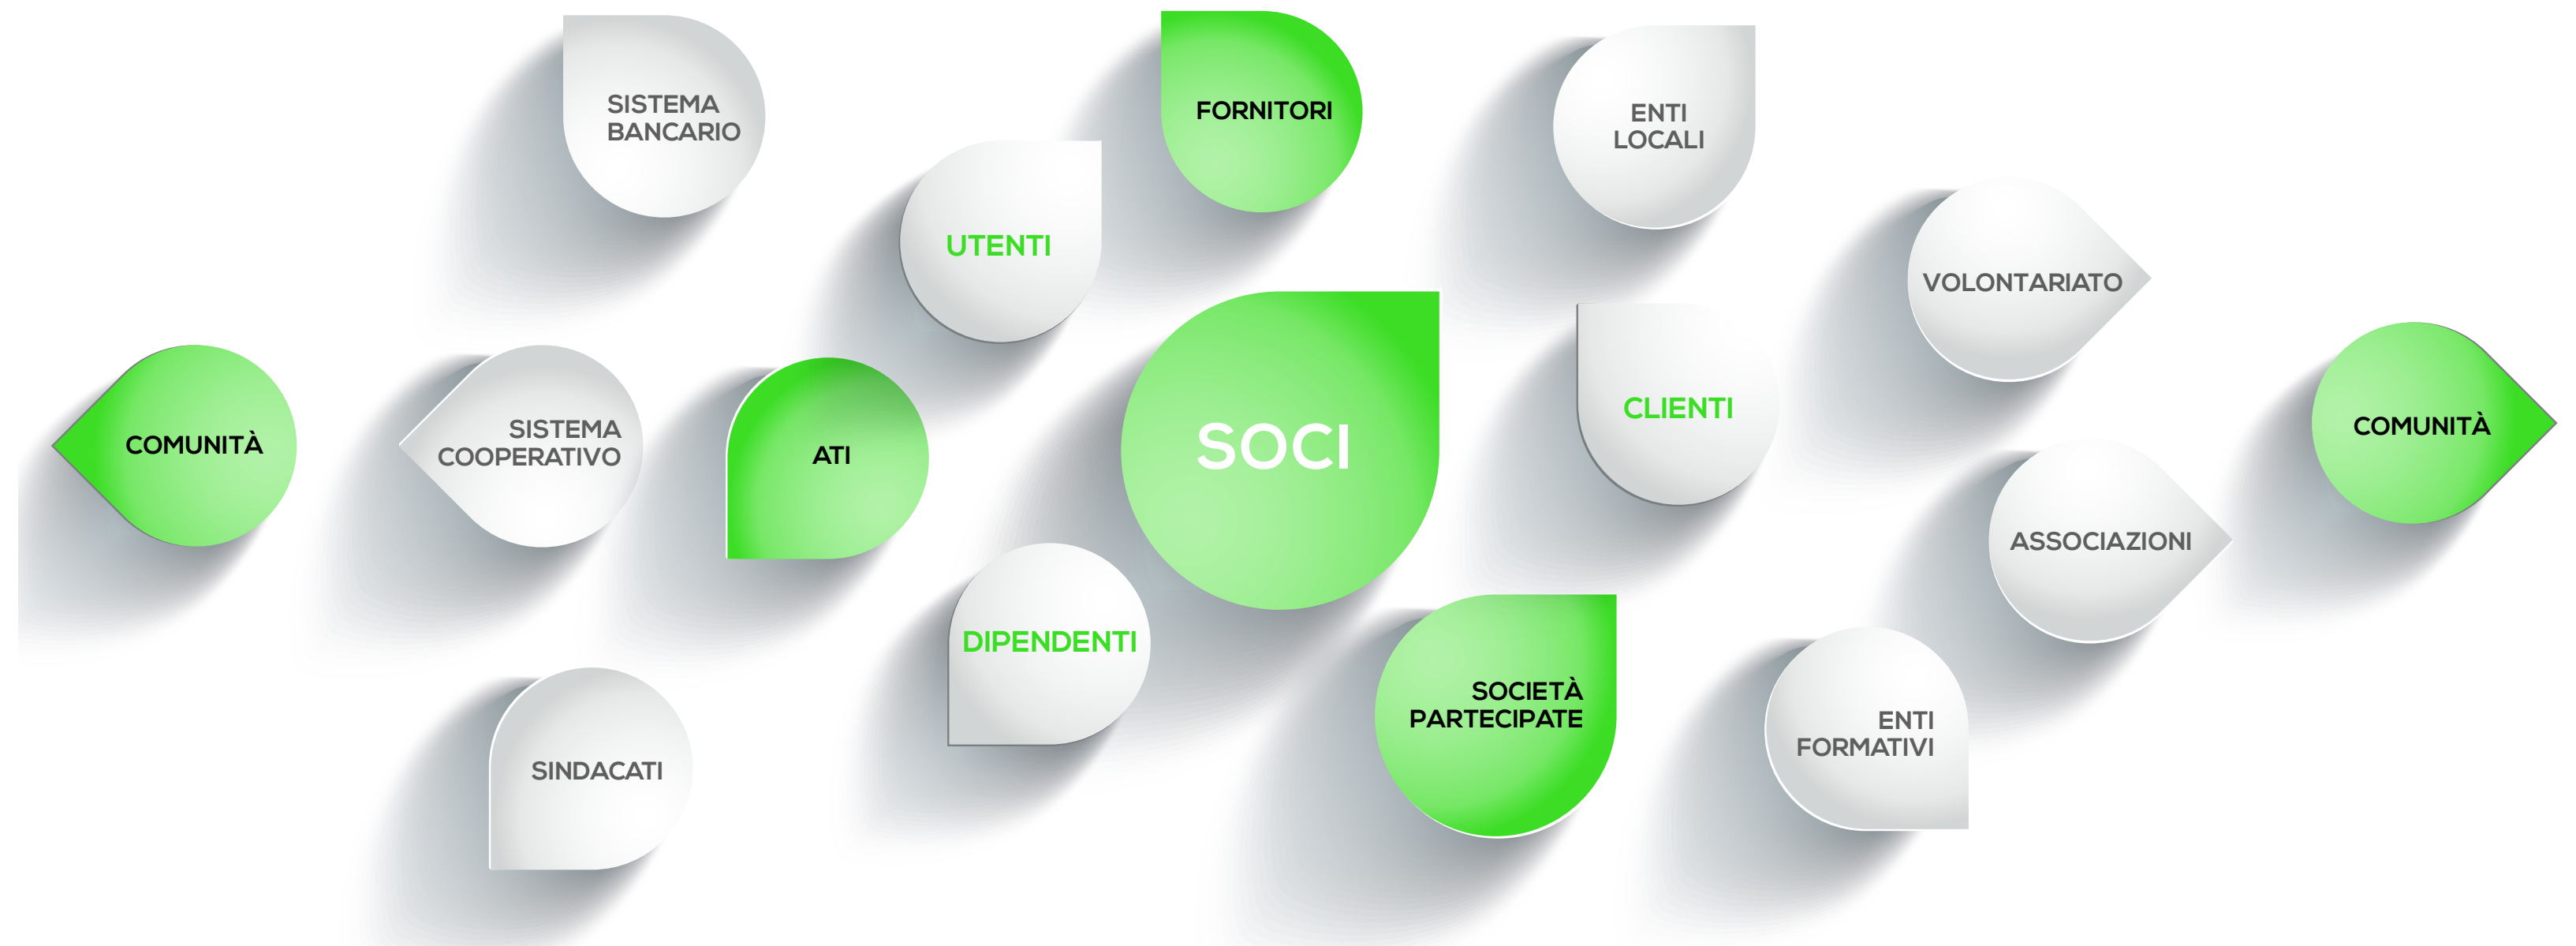 SISTEMA
BANCARIO
FORNITORI
ENTI
LOCALI
UTENTI
VOLONTARIATO
COMUNITÀ
SISTEMA
COOPERATIVO
ATI
SOCI
CLIENTI
COMUNITÀ
ASSOCIAZIONI
DIPENDENTI
SOCIETÀ
PARTECIPATE
ENTI
FORMATIVI
SINDACATI